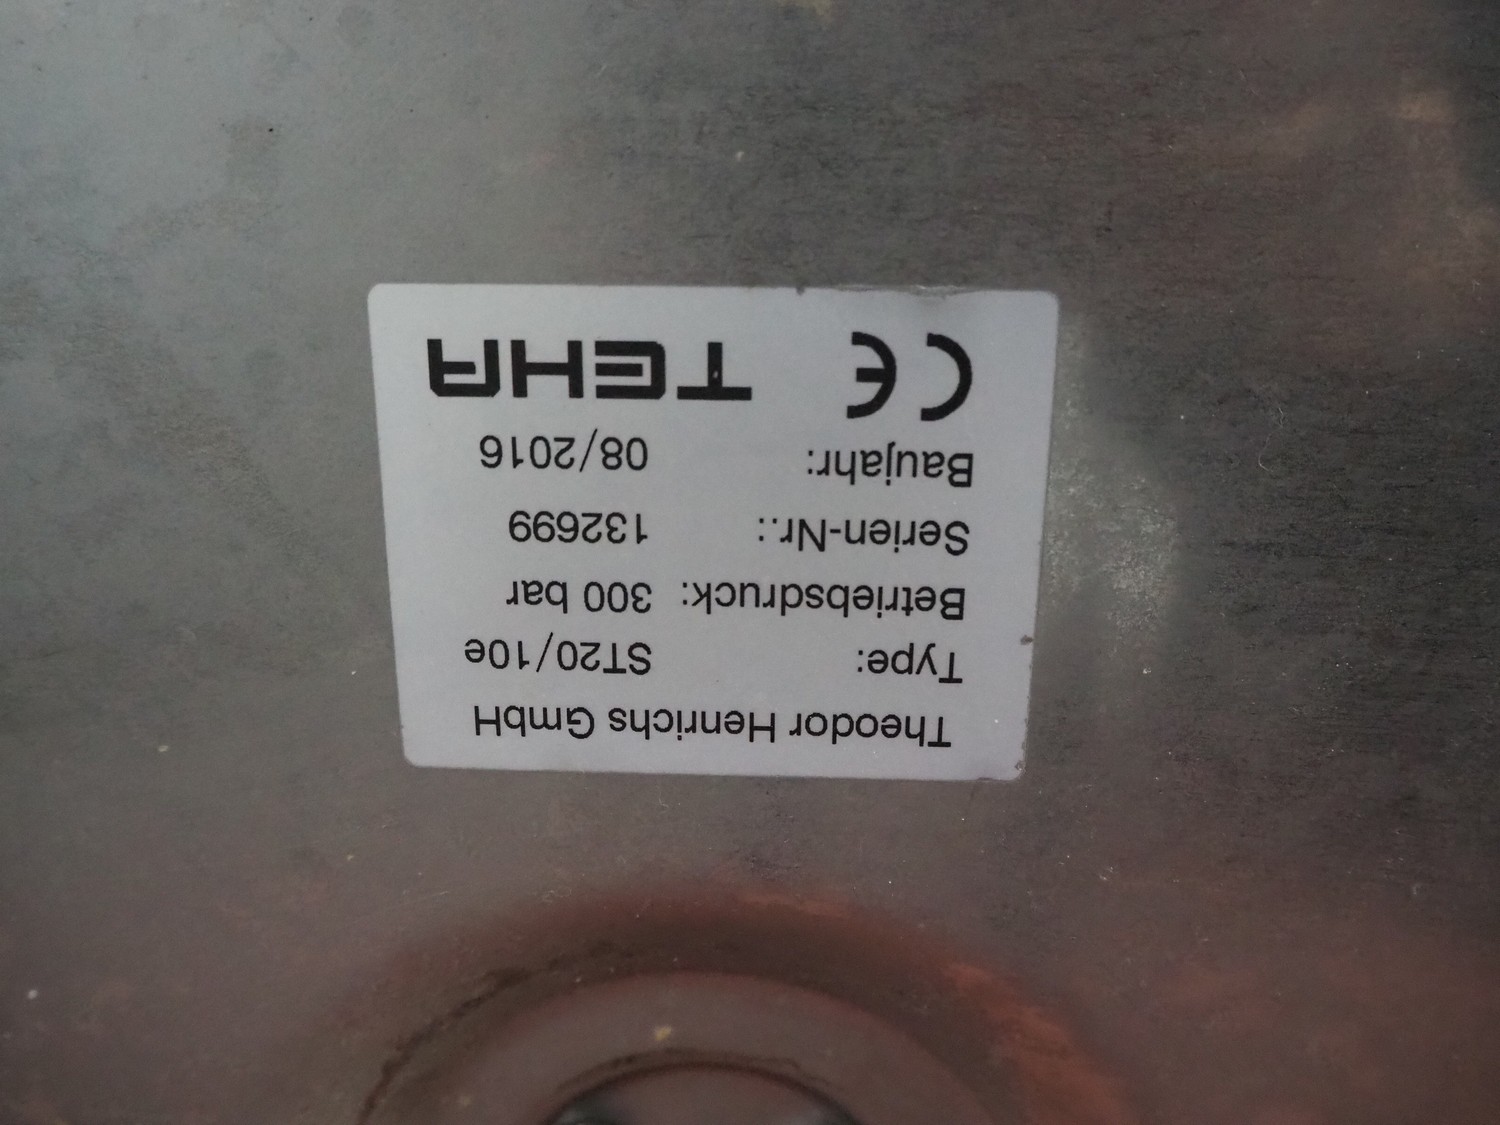 Theodor Henrichs GmbH
Type: ST20/10e
Betriebsdruck: 300 bar
Serien-Nr.: 132699
Baujahr: 08/2016
CE TEHA